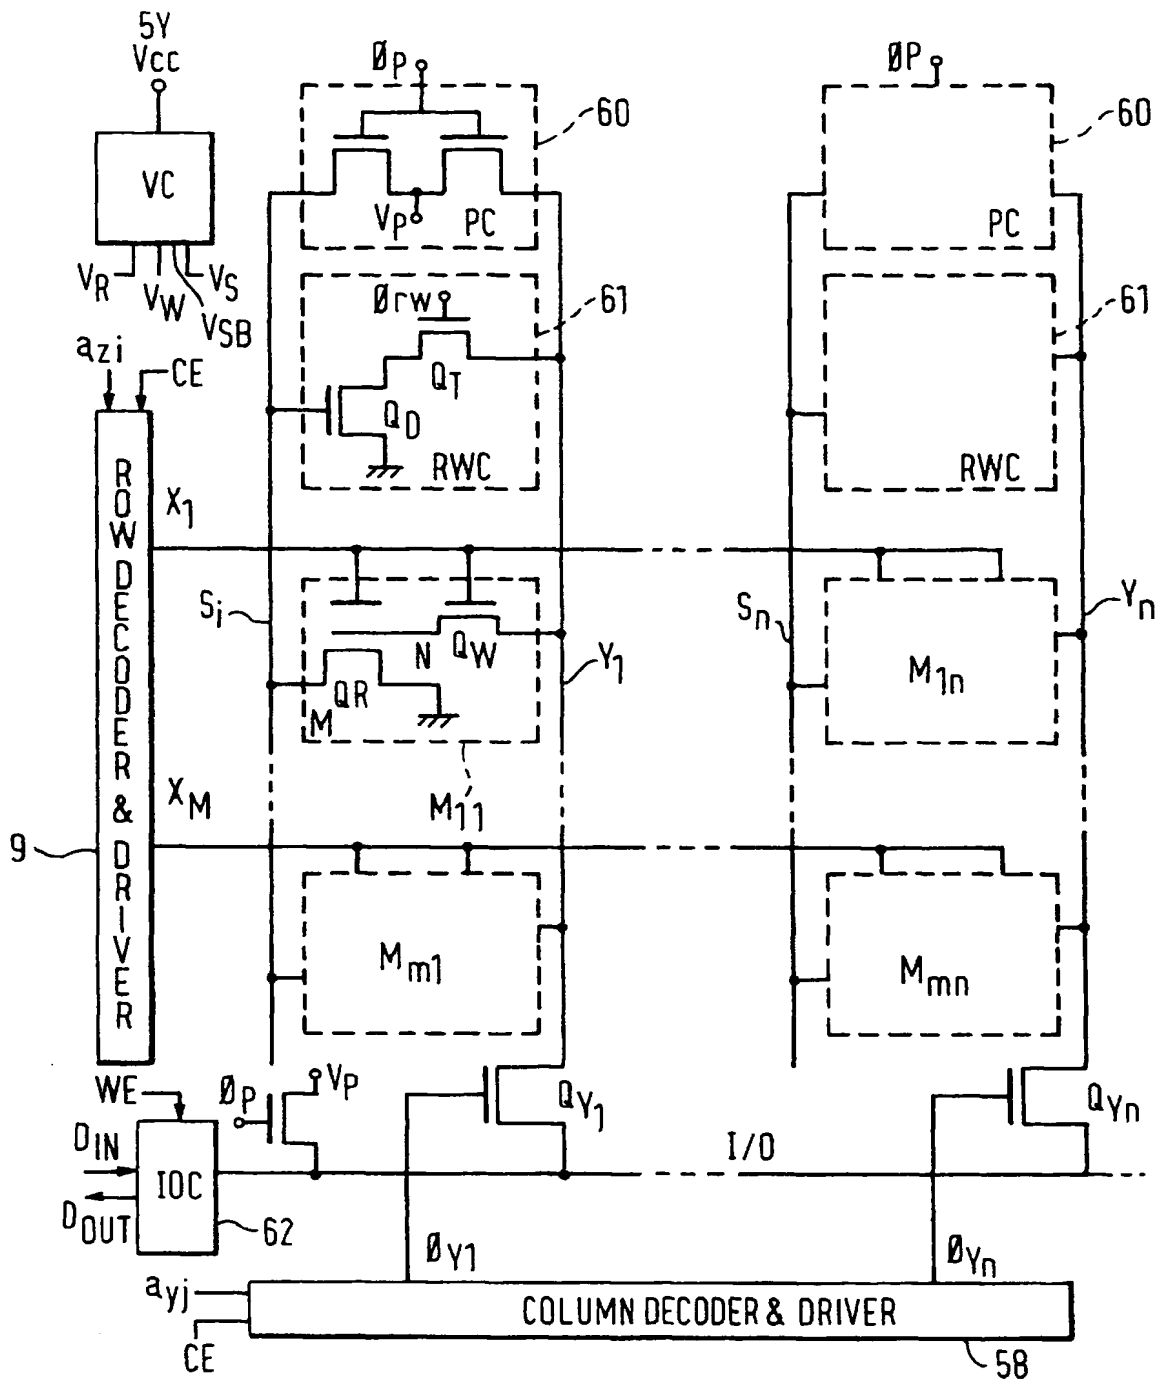 5Y
Vcc
VC
VR
VW
VSB
VS
Øp
60
Vp
PC
ØP
60
PC
Ørw
61
QT
QD
RWC
61
RWC
azi
CE
ROW DECODER & DRIVER
9
X1
Si
N
QW
QR
M
M11
Y1
Sn
M1n
Yn
XM
Mm1
Mmn
WE
Øp
Vp
QY1
QYn
DIN
DOUT
IOC
62
I/O
ØY1
ØYn
ayj
CE
COLUMN DECODER & DRIVER
58